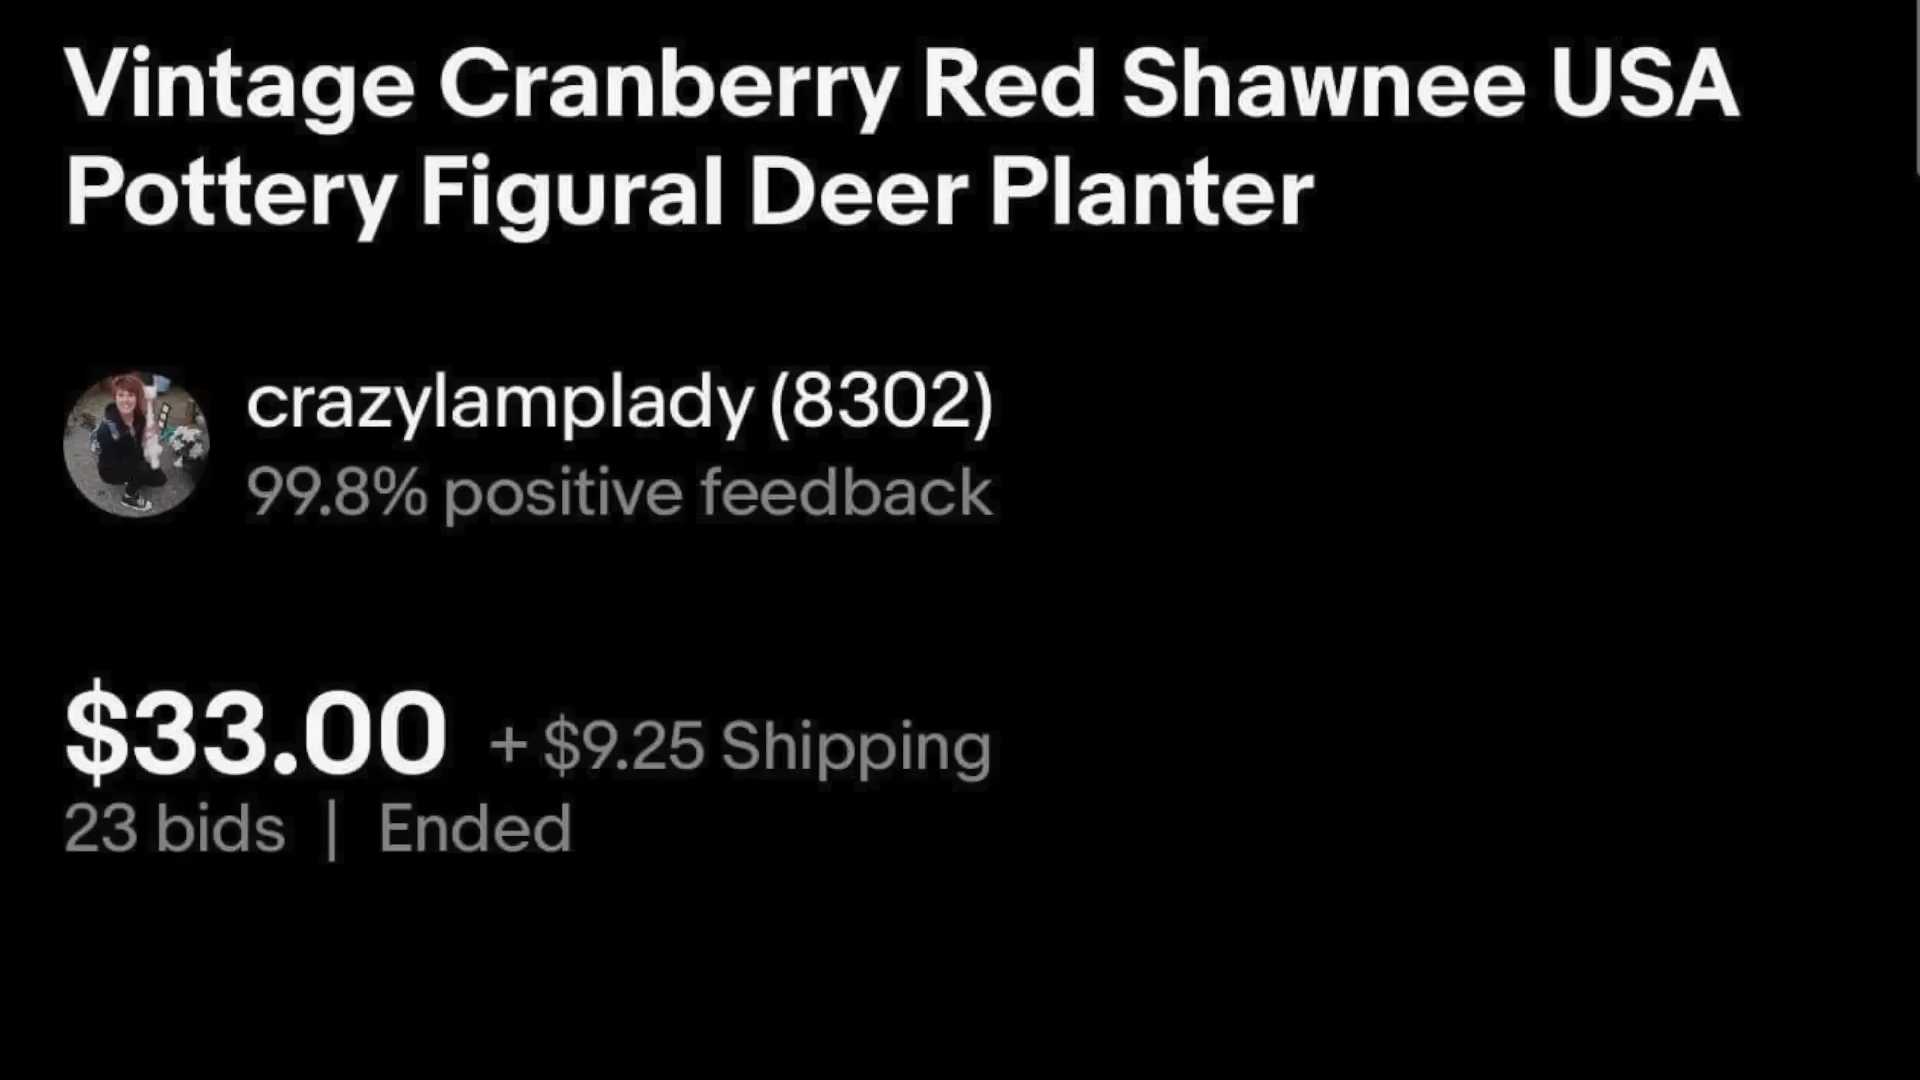 Vintage Cranberry Red Shawnee USA
Pottery Figural Deer Planter
crazylamplady (8302)
99.8% positive feedback
$33.00 + $9.25 Shipping
23 bids | Ended